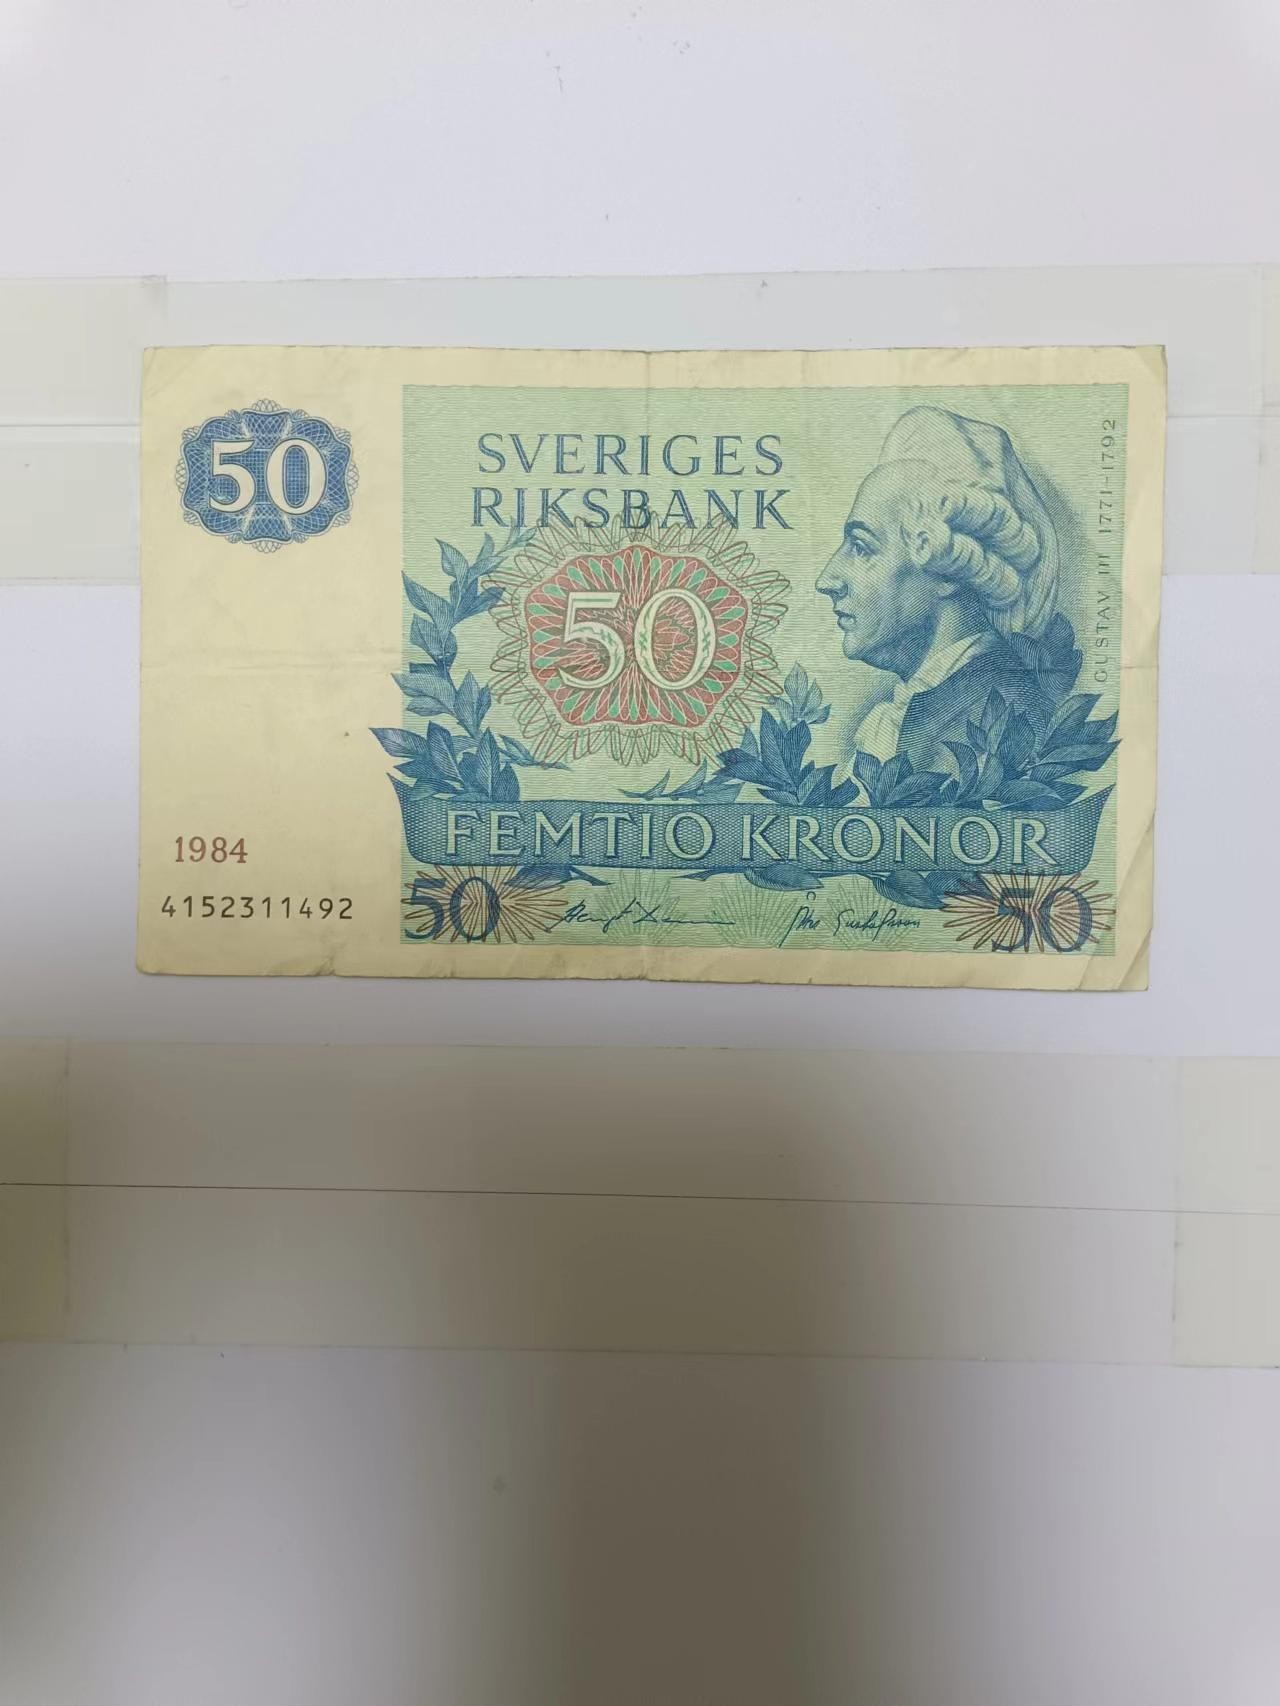 50
SVERIGES
RIKSBANK
50
GUSTAV III 1771-1792
FEMTIO KRONOR
1984
4152311492
50
50